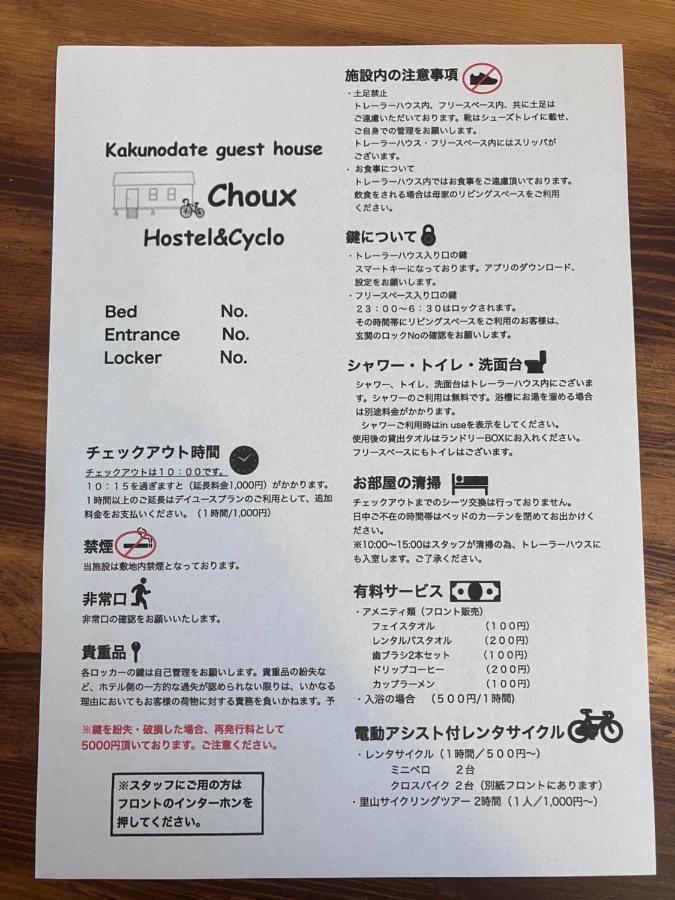 Kakunodate guest house
Choux
Hostel&Cyclo
Bed No.
Entrance No.
Locker No.
チェックアウト時間
チェックアウトは１０：００です。
１０：１５を過ぎますと（延長料金1,000円）がかかります。
１時間以上のご延長はデイユースプランのご利用として、追加
料金をお支払いください。（1時間/1,000円）
禁煙
当施設は敷地内禁煙となっております。
非常口
非常口の確認をお願いいたします。
貴重品
各ロッカーの鍵は自己管理をお願いします。貴重品の紛失な
ど、ホテル側の一方的な過失が認められない限りは、いかなる
理由においてもお客様の荷物に対する責務を負いかねます。予
※鍵を紛失・破損した場合、再発行料として
5000円頂いております。ご注意ください。
※スタッフにご用の方は
フロントのインターホンを
押してください。
施設内の注意事項
・土足禁止
トレーラーハウス内、フリースペース内、共に土足は
ご遠慮いただいております。靴はシューズトレイに載せ、
ご自身での管理をお願いします。
トレーラーハウス・フリースペース内にはスリッパが
ございます。
・お食事について
トレーラーハウス内ではお食事をご遠慮頂いております。
飲食をされる場合は母家のリビングスペースをご利用
ください。
鍵について
・トレーラーハウス入り口の鍵
スマートキーになっております。アプリのダウンロード、
設定をお願いします。
・フリースペース入り口の鍵
２３：００〜６：３０はロックされます。
その時間帯にリビングスペースをご利用のお客様は、
玄関のロックNoの確認をお願いします。
シャワー・トイレ・洗面台
シャワー、トイレ、洗面台はトレーラーハウス内にございま
す。シャワーのご利用は無料です。浴槽にお湯を溜める場合
は別途料金がかかります。
シャワーご利用時はin useを表示をしてください。
使用後の貸出タオルはランドリーBOXにお入れください。
フリースペースにもトイレはございます。
お部屋の清掃
チェックアウトまでのシーツ交換は行っておりません。
日中ご不在の時間帯はベッドのカーテンを閉めてお出かけく
ださい。
※10:00〜15:00はスタッフが清掃の為、トレーラーハウスに
も入室します。ご了承ください。
有料サービス
・アメニティ類（フロント販売）
フェイスタオル （１００円）
レンタルバスタオル （２００円）
歯ブラシ2本セット （１００円）
ドリップコーヒー （２００円）
カップラーメン （１００円）
・入浴の場合 （５００円/１時間)
電動アシスト付レンタサイクル
・レンタサイクル（１時間／５００円〜）
ミニベロ ２台
クロスバイク ２台（別紙フロントにあります）
・里山サイクリングツアー 2時間（１人／1,000円〜）